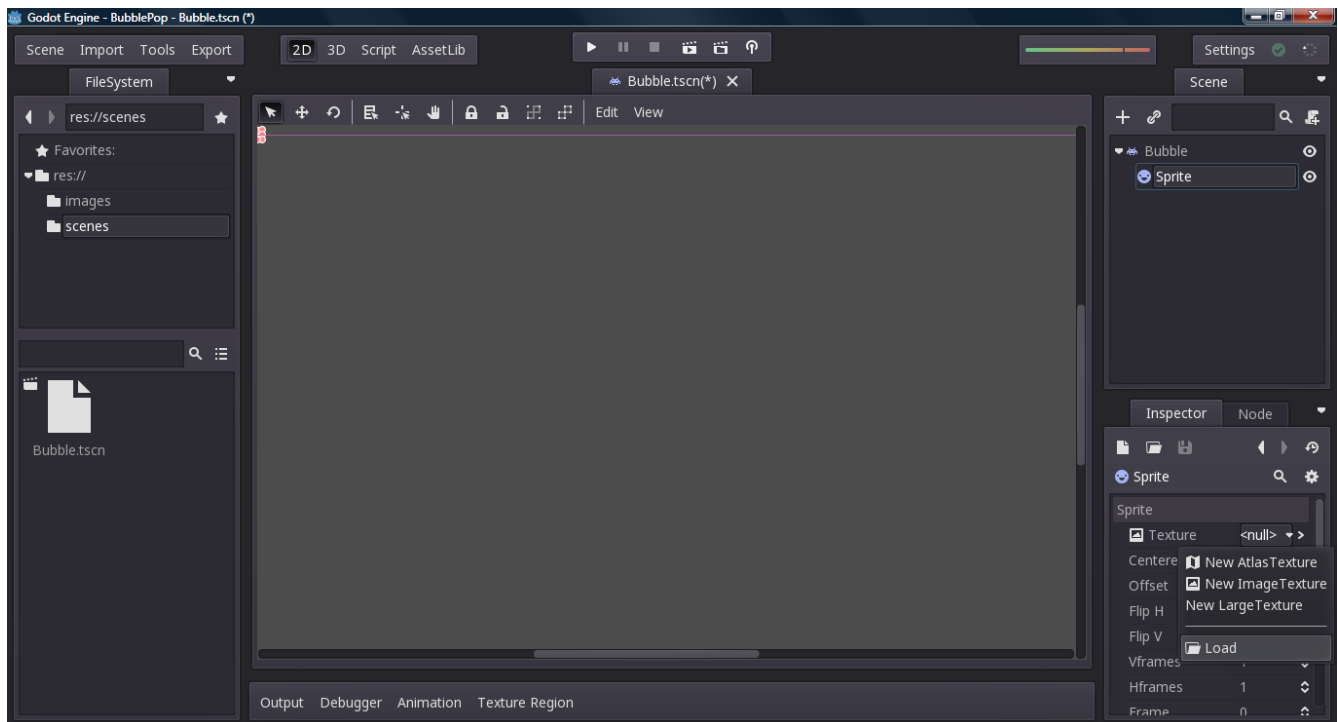 Godot Engine - BubblePop - Bubble.tscn (*)
Scene Import Tools Export 2D 3D Script AssetLib Settings
FileSystem Bubble.tscn(*) Scene
res://scenes Edit View
Favorites:
res://
images
scenes
Bubble
Sprite
Bubble.tscn
Inspector Node
Sprite
Sprite
Texture <null>
Centere
Offset
Flip H
Flip V
Vframes
Hframes 1
Frame 0
New AtlasTexture
New ImageTexture
New LargeTexture
Load
Output Debugger Animation Texture Region